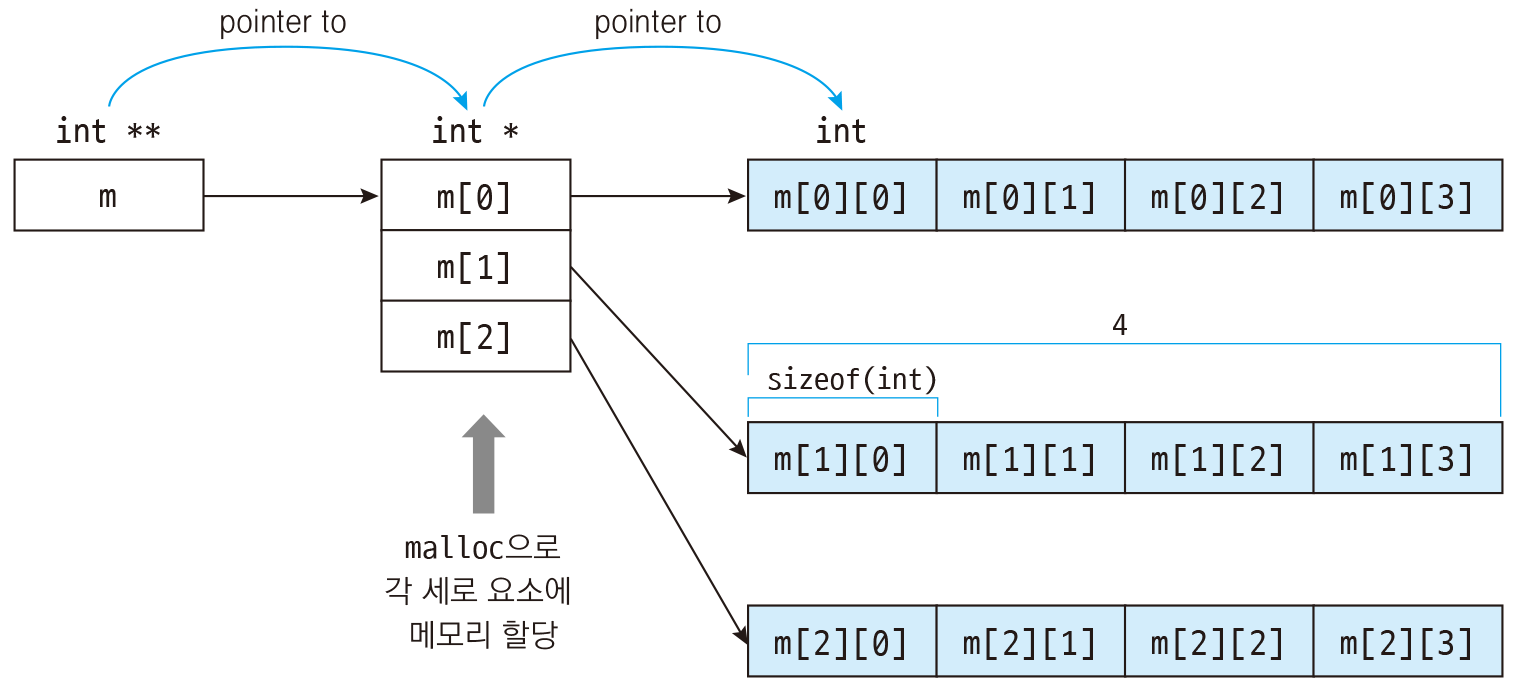 pointer to
pointer to
int **
int *
int
m
m[0]
m[0][0]
m[0][1]
m[0][2]
m[0][3]
m[1]
m[2]
4
sizeof(int)
m[1][0]
m[1][1]
m[1][2]
m[1][3]
malloc으로
각 세로 요소에
메모리 할당
m[2][0]
m[2][1]
m[2][2]
m[2][3]